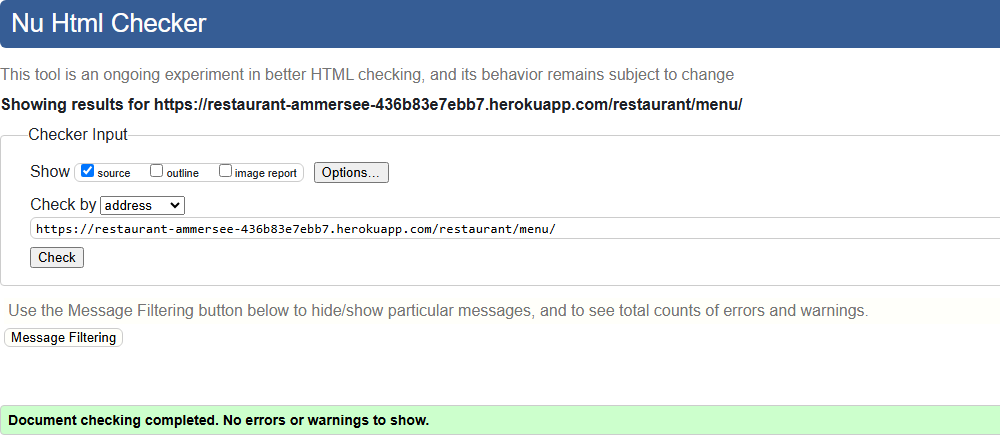 Nu Html Checker
This tool is an ongoing experiment in better HTML checking, and its behavior remains subject to change
Showing results for https://restaurant-ammersee-436b83e7ebb7.herokuapp.com/restaurant/menu/
Checker Input
Show source outline image report Options...
Check by address
https://restaurant-ammersee-436b83e7ebb7.herokuapp.com/restaurant/menu/
Check
Use the Message Filtering button below to hide/show particular messages, and to see total counts of errors and warnings.
Message Filtering
Document checking completed. No errors or warnings to show.